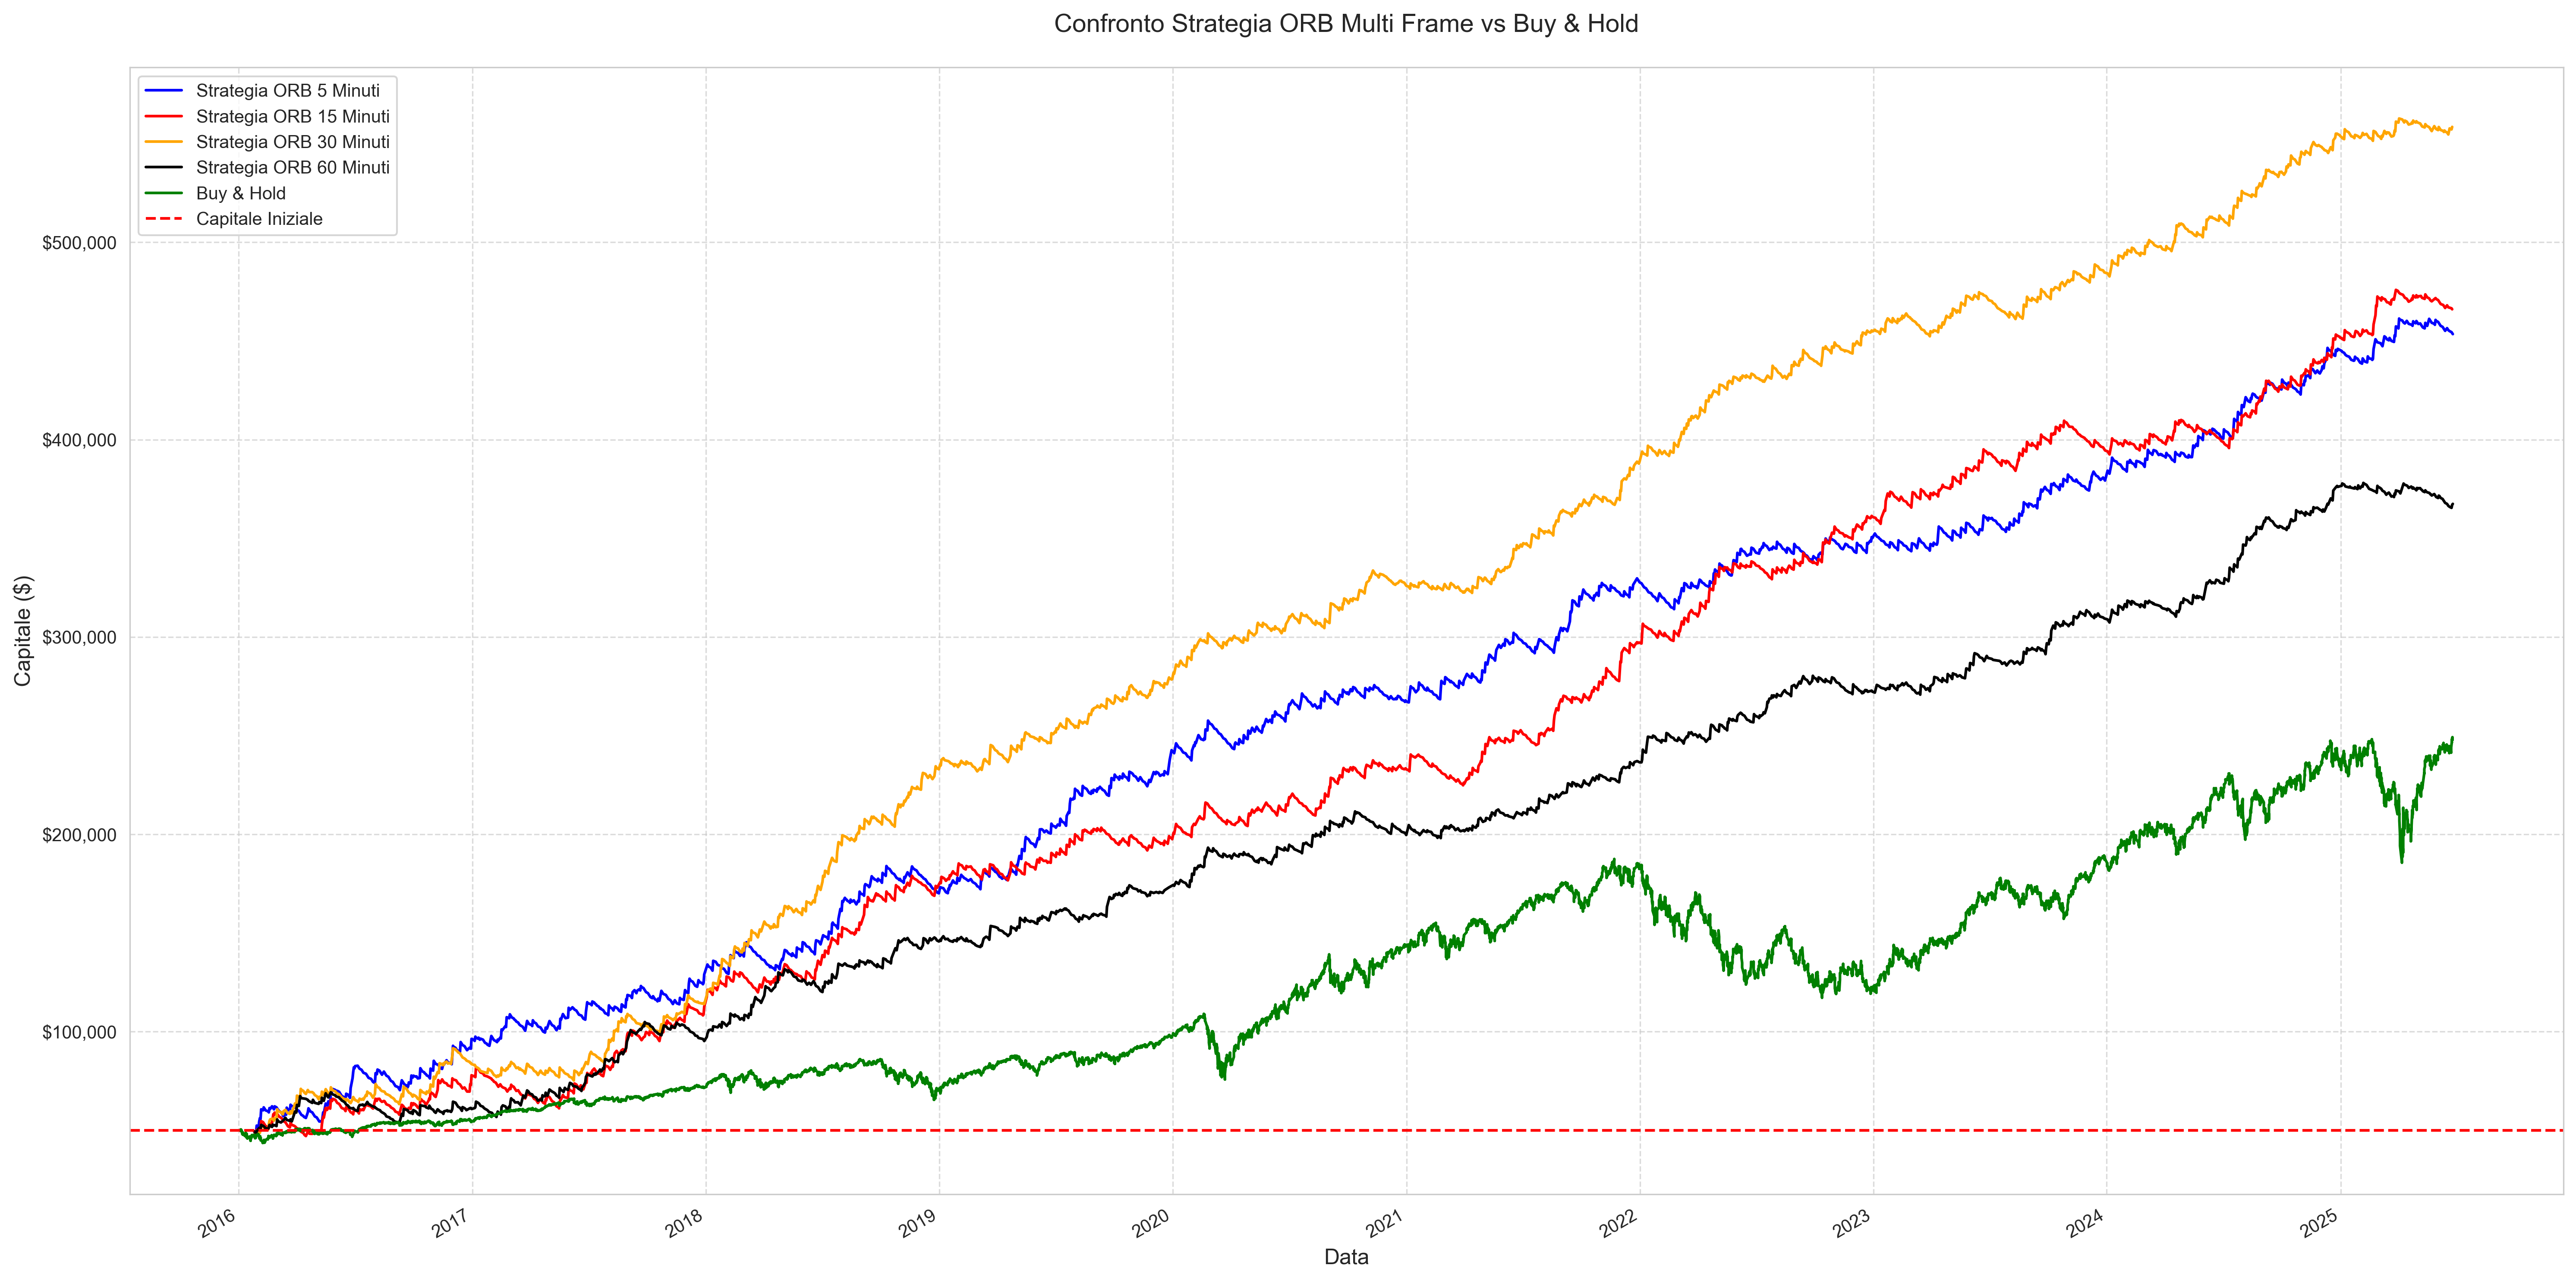 Confronto Strategia ORB Multi Frame vs Buy & Hold
Strategia ORB 5 Minuti
Strategia ORB 15 Minuti
Strategia ORB 30 Minuti
Strategia ORB 60 Minuti
Buy & Hold
Capitale Iniziale
$500,000
$400,000
$300,000
$200,000
$100,000
Capitale ($)
2016
2017
2018
2019
2020
2021
2022
2023
2024
2025
Data